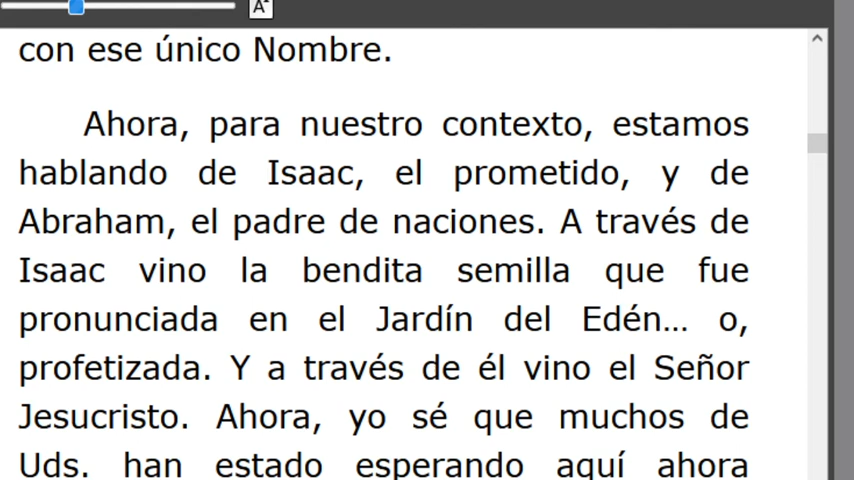 A
con ese único Nombre.
Ahora, para nuestro contexto, estamos
hablando de Isaac, el prometido, y de
Abraham, el padre de naciones. A través de
Isaac vino la bendita semilla que fue
pronunciada en el Jardín del Edén... o,
profetizada. Y a través de él vino el Señor
Jesucristo. Ahora, yo sé que muchos de
Uds. han estado esperando aquí ahora